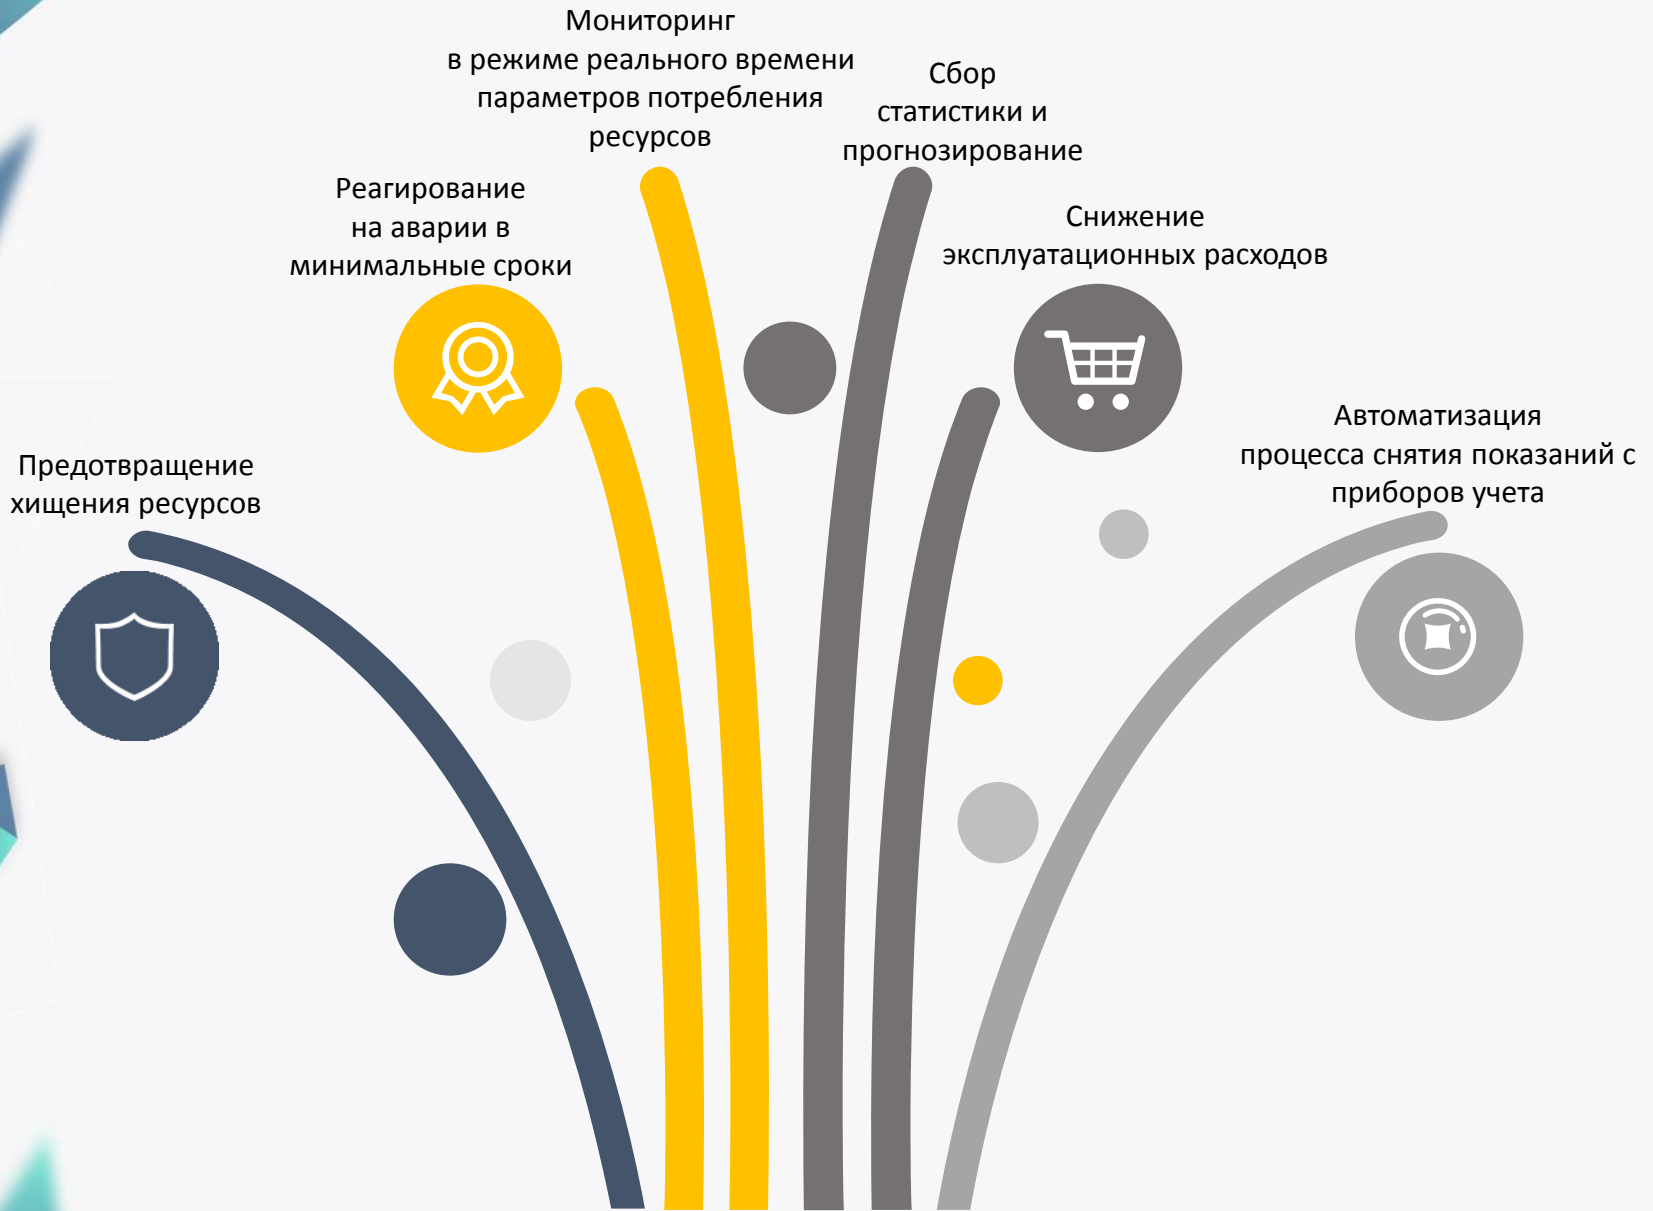 Мониторинг
в режиме реального времени
параметров потребления
ресурсов
Сбор
статистики и
прогнозирование
Реагирование
на аварии в
минимальные сроки
Снижение
эксплуатационных расходов
Предотвращение
хищения ресурсов
Автоматизация
процесса снятия показаний с
приборов учета